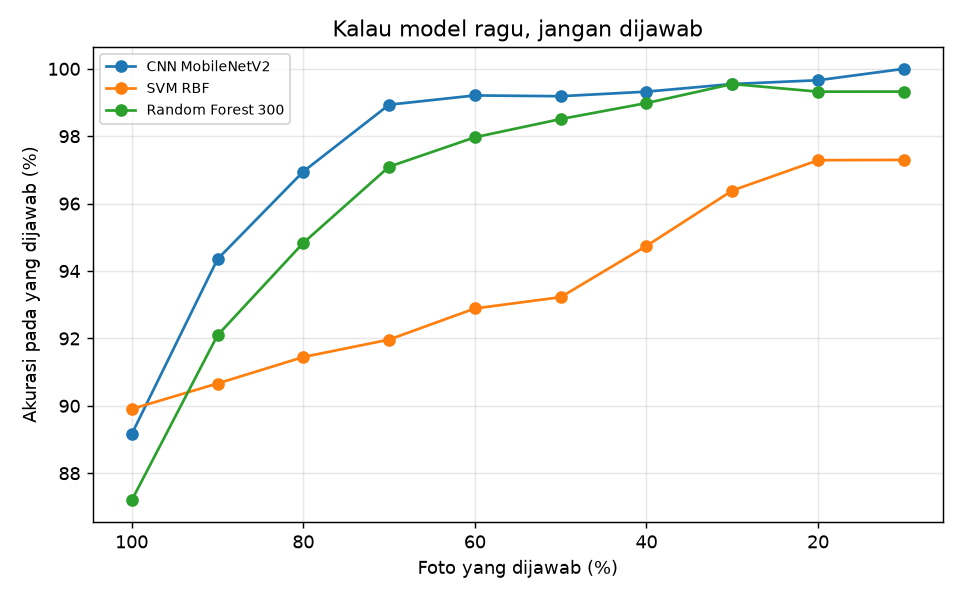 Kalau model ragu, jangan dijawab
CNN MobileNetV2
SVM RBF
Random Forest 300
Akurasi pada yang dijawab (%)
100
98
96
94
92
90
88
100 80 60 40 20
Foto yang dijawab (%)